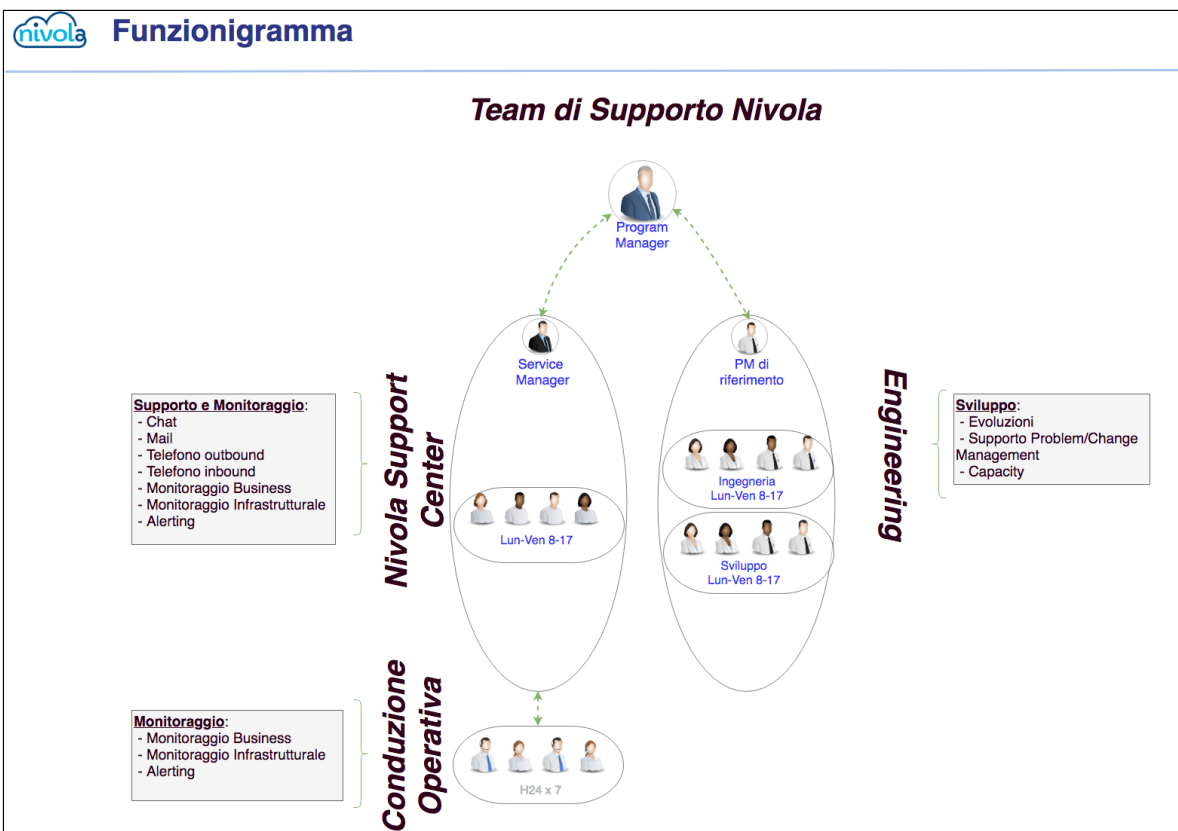 nivola
Funzionigramma
Team di Supporto Nivola
Program
Manager
Service
Manager
PM di
riferimento
Nivola Support
Center
Engineering
Supporto e Monitoraggio:
- Chat
- Mail
- Telefono outbound
- Telefono inbound
- Monitoraggio Business
- Monitoraggio Infrastrutturale
- Alerting
Lun-Ven 8-17
Ingegneria
Lun-Ven 8-17
Sviluppo
Lun-Ven 8-17
Sviluppo:
- Evoluzioni
- Supporto Problem/Change
Management
- Capacity
Conduzione
Operativa
Monitoraggio:
- Monitoraggio Business
- Monitoraggio Infrastrutturale
- Alerting
H24 x 7